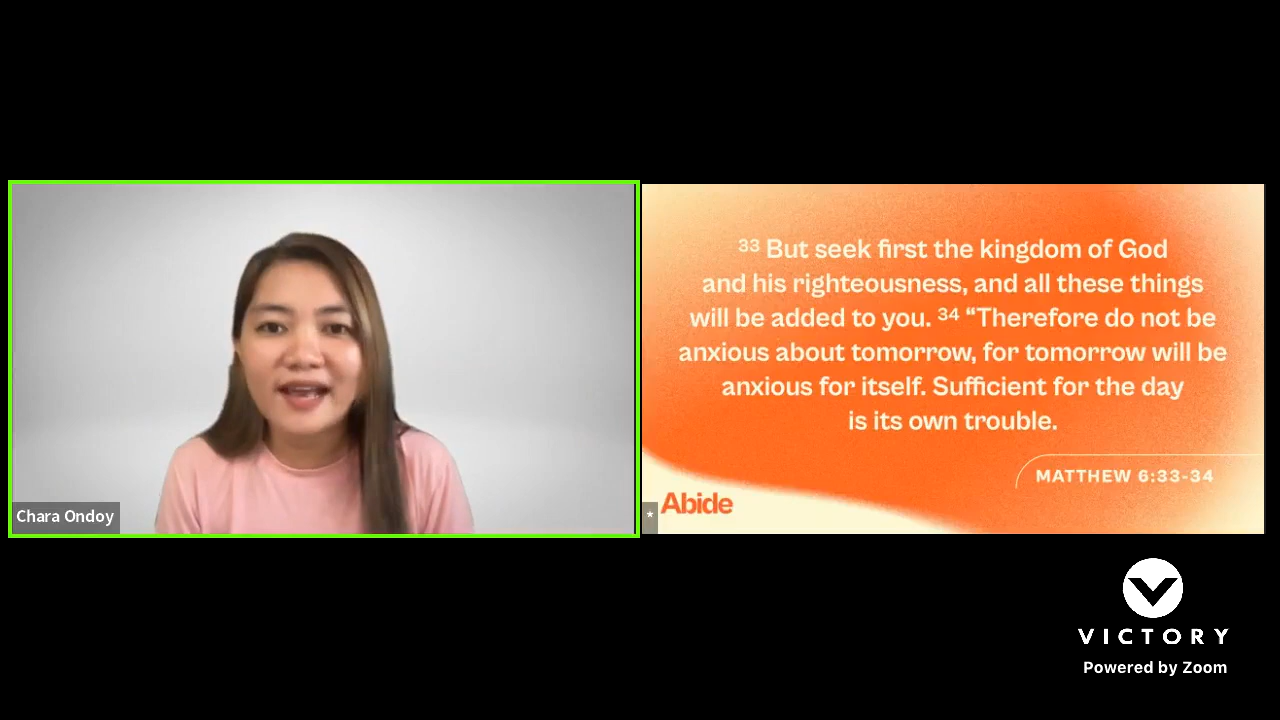 Chara Ondoy
³³ But seek first the kingdom of God
and his righteousness, and all these things
will be added to you. ³⁴ “Therefore do not be
anxious about tomorrow, for tomorrow will be
anxious for itself. Sufficient for the day
is its own trouble.
MATTHEW 6:33-34
*
Abide
VICTORY
Powered by Zoom